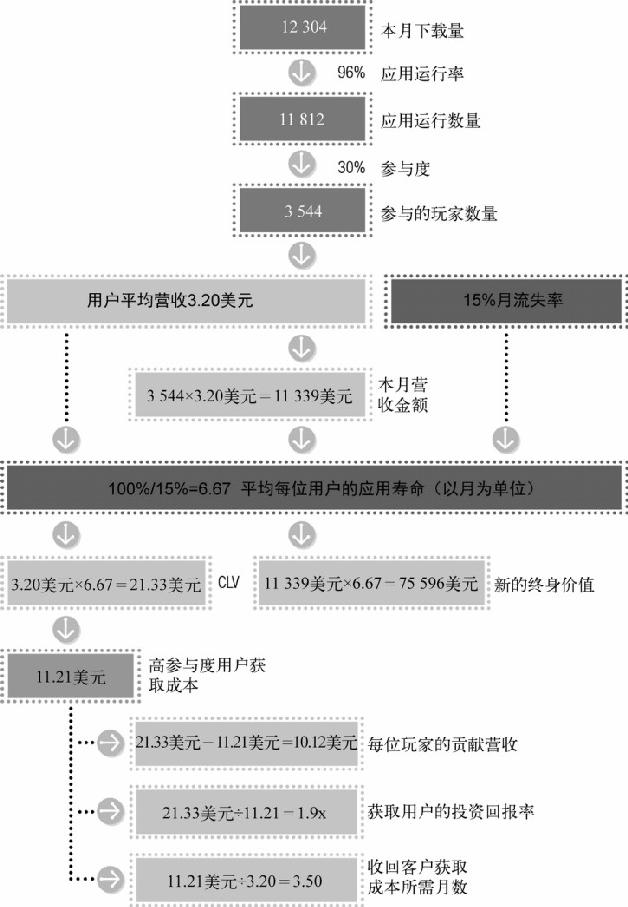 12 304 本月下载量
96% 应用运行率
11 812 应用运行数量
30% 参与度
3 544 参与的玩家数量
用户平均营收3.20美元
15%月流失率
3 544×3.20美元=11 339美元
本月营
收金额
100%/15%=6.67 平均每位用户的应用寿命（以月为单位）
3.20美元×6.67=21.33美元 CLV
11 339美元×6.67=75 596美元 新的终身价值
11.21美元
高参与度用户获
取成本
21.33美元-11.21美元=10.12美元 每位玩家的贡献营收
21.33美元÷11.21=1.9x 获取用户的投资回报率
11.21美元÷3.20=3.50
收回客户获取
成本所需月数